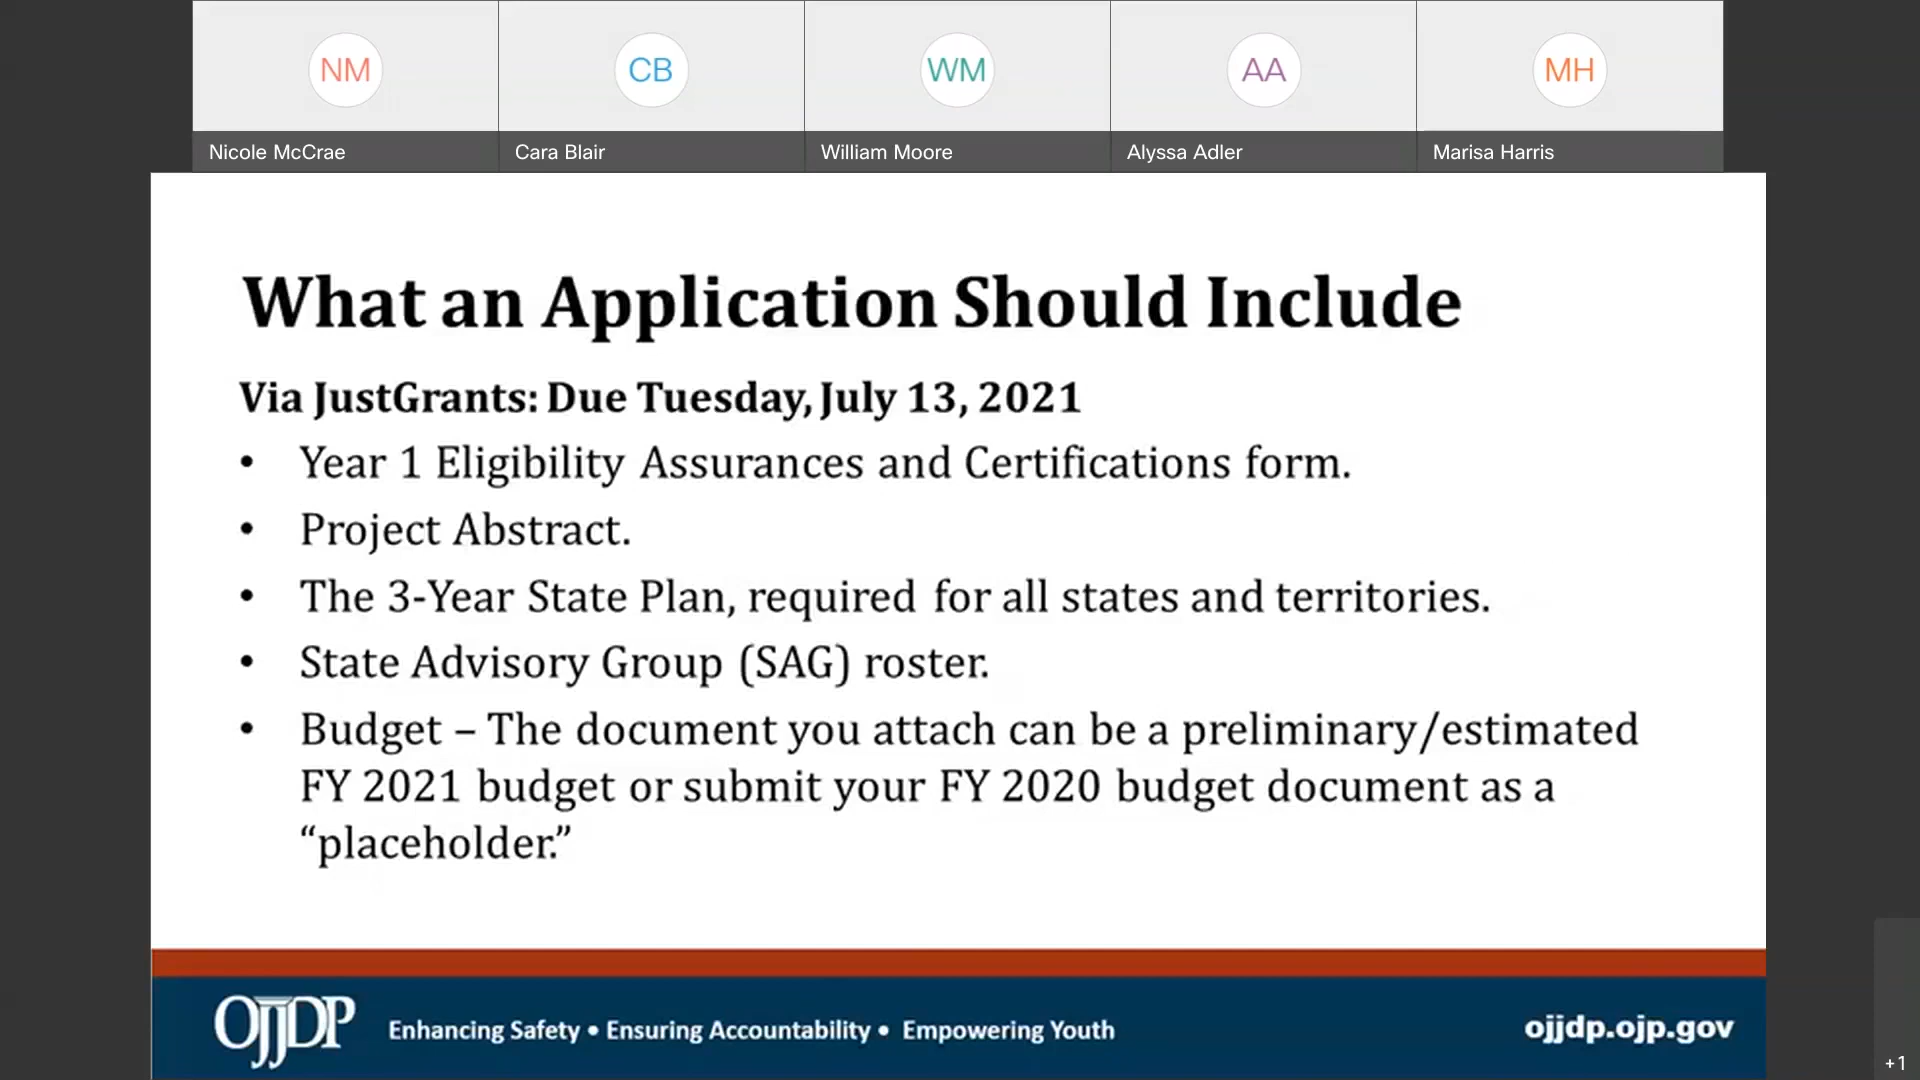 NM
CB
WM
AA
MH
Nicole McCrae
Cara Blair
William Moore
Alyssa Adler
Marisa Harris
What an Application Should Include
Via JustGrants: Due Tuesday, July 13, 2021
• Year 1 Eligibility Assurances and Certifications form.
• Project Abstract.
• The 3-Year State Plan, required for all states and territories.
• State Advisory Group (SAG) roster.
• Budget – The document you attach can be a preliminary/estimated
FY 2021 budget or submit your FY 2020 budget document as a
“placeholder.”
OJJDP
Enhancing Safety • Ensuring Accountability • Empowering Youth
ojjdp.ojp.gov
+1